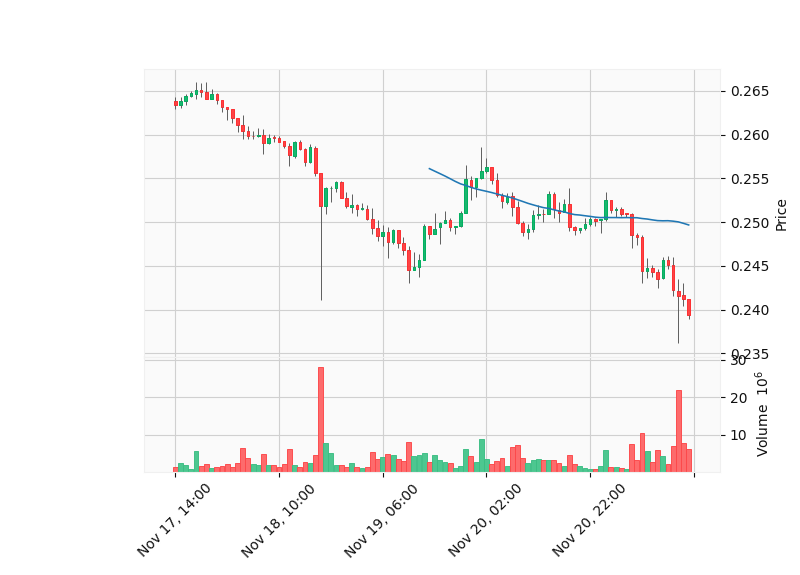 0.265
0.260
0.255
0.250
0.245
0.240
0.235
Price
30
20
10
Volume 10^6
Nov 17, 14:00
Nov 18, 10:00
Nov 19, 06:00
Nov 20, 02:00
Nov 20, 22:00